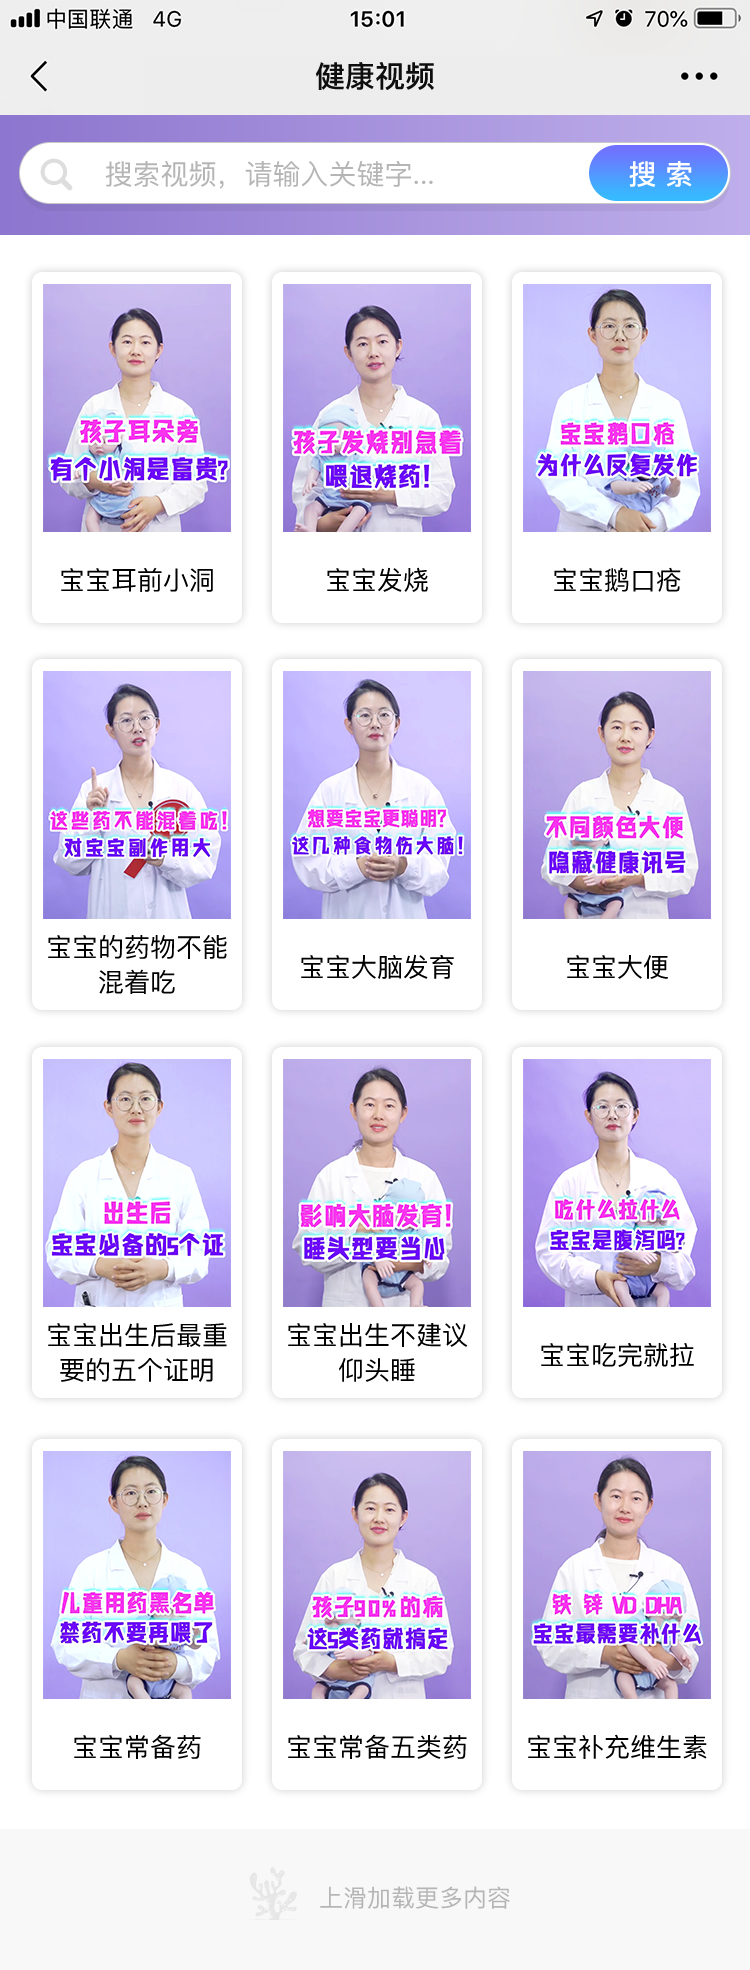 中国联通 4G 15:01 70%
健康视频
搜索视频，请输入关键字... 搜 索
孩子耳朵旁
有个小洞是富贵?
宝宝耳前小洞
孩子发烧别急着
喂退烧药!
宝宝发烧
宝宝鹅口疮
为什么反复发作
宝宝鹅口疮
这些药不能混着吃!
对宝宝副作用大
宝宝的药物不能
混着吃
想要宝宝更聪明?
这几种食物伤大脑!
宝宝大脑发育
不同颜色大便
隐藏健康讯号
宝宝大便
出生后
宝宝必备的5个证
宝宝出生后最重
要的五个证明
影响大脑发育!
睡头型要当心
宝宝出生不建议
仰头睡
吃什么拉什么
宝宝是腹泻吗?
宝宝吃完就拉
儿童用药黑名单
禁药不要再喂了
宝宝常备药
孩子90%的病
这5类药就搞定
宝宝常备五类药
铁 锌 VD DHA
宝宝最需要补什么
宝宝补充维生素
上滑加载更多内容